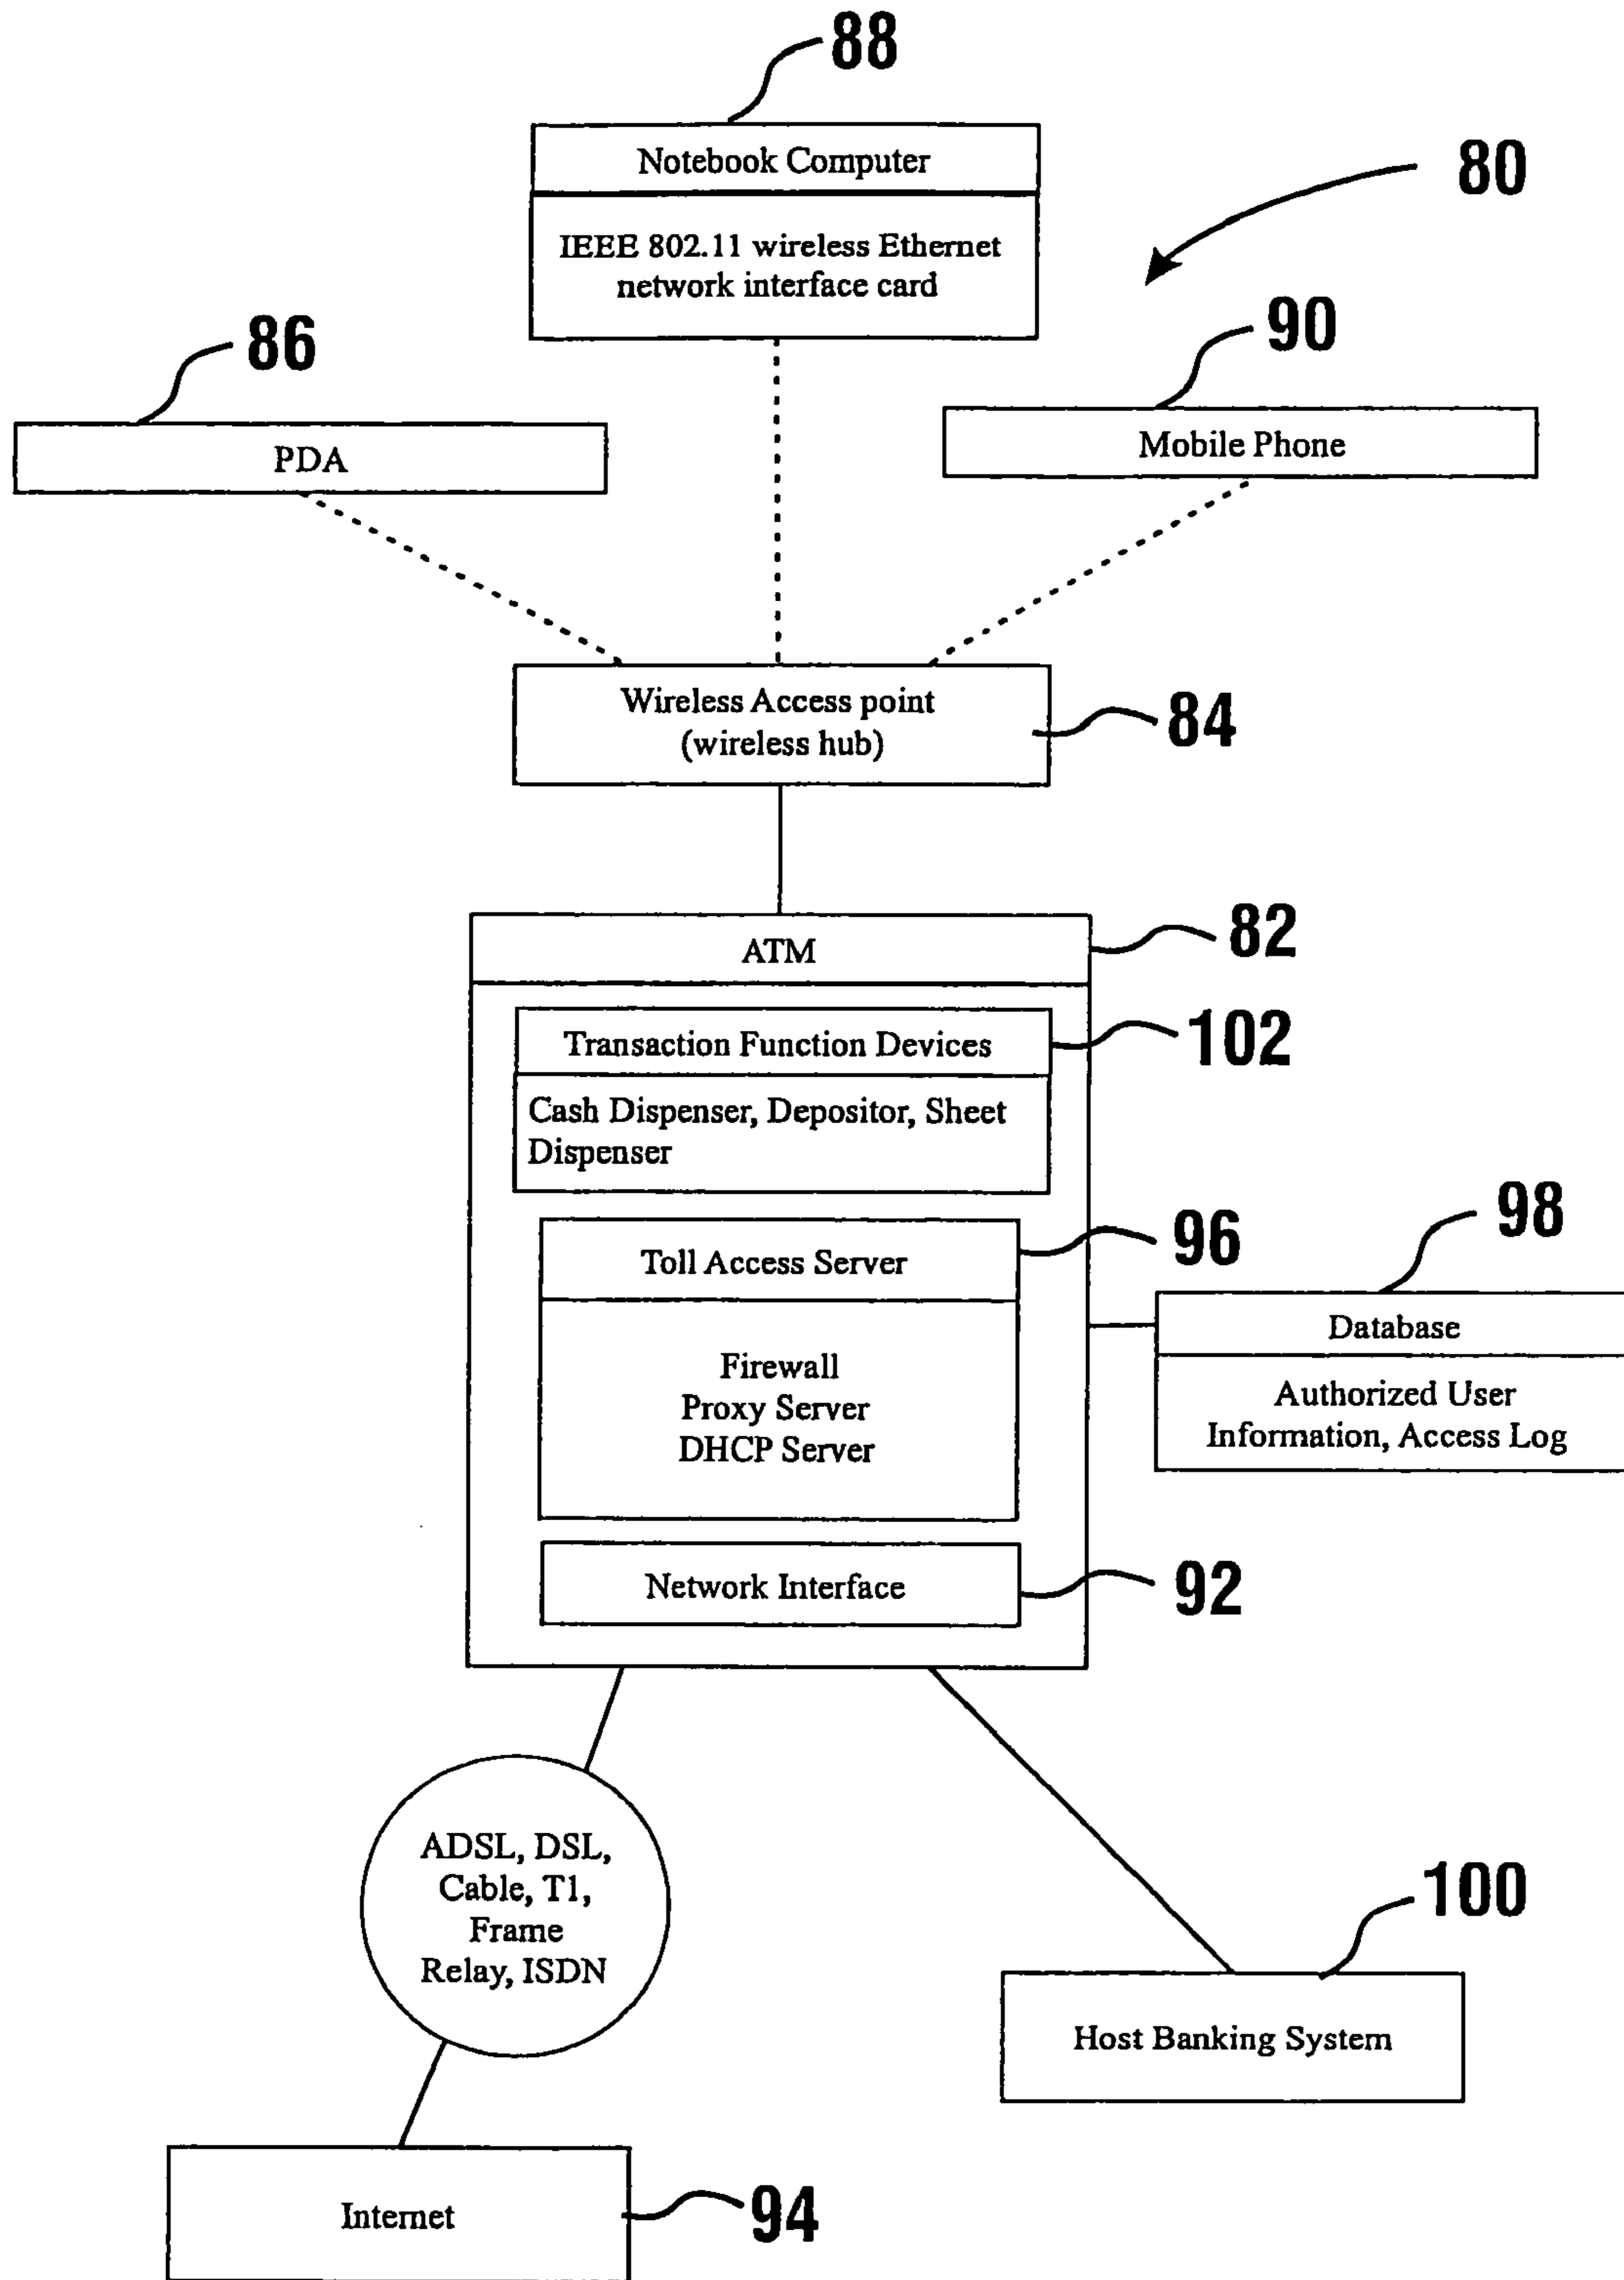 88
Notebook Computer
80
IEEE 802.11 wireless Ethernet
network interface card
90
86
Mobile Phone
PDA
Wireless Access point
(wireless hub)
84
82
ATM
102
Transaction Function Devices
Cash Dispenser, Depositor, Sheet
Dispenser
98
96
Toll Access Server
Database
Firewall
Proxy Server
DHCP Server
Authorized User
Information, Access Log
92
Network Interface
ADSL, DSL,
Cable, T1,
Frame
Relay, ISDN
100
Host Banking System
Internet
94